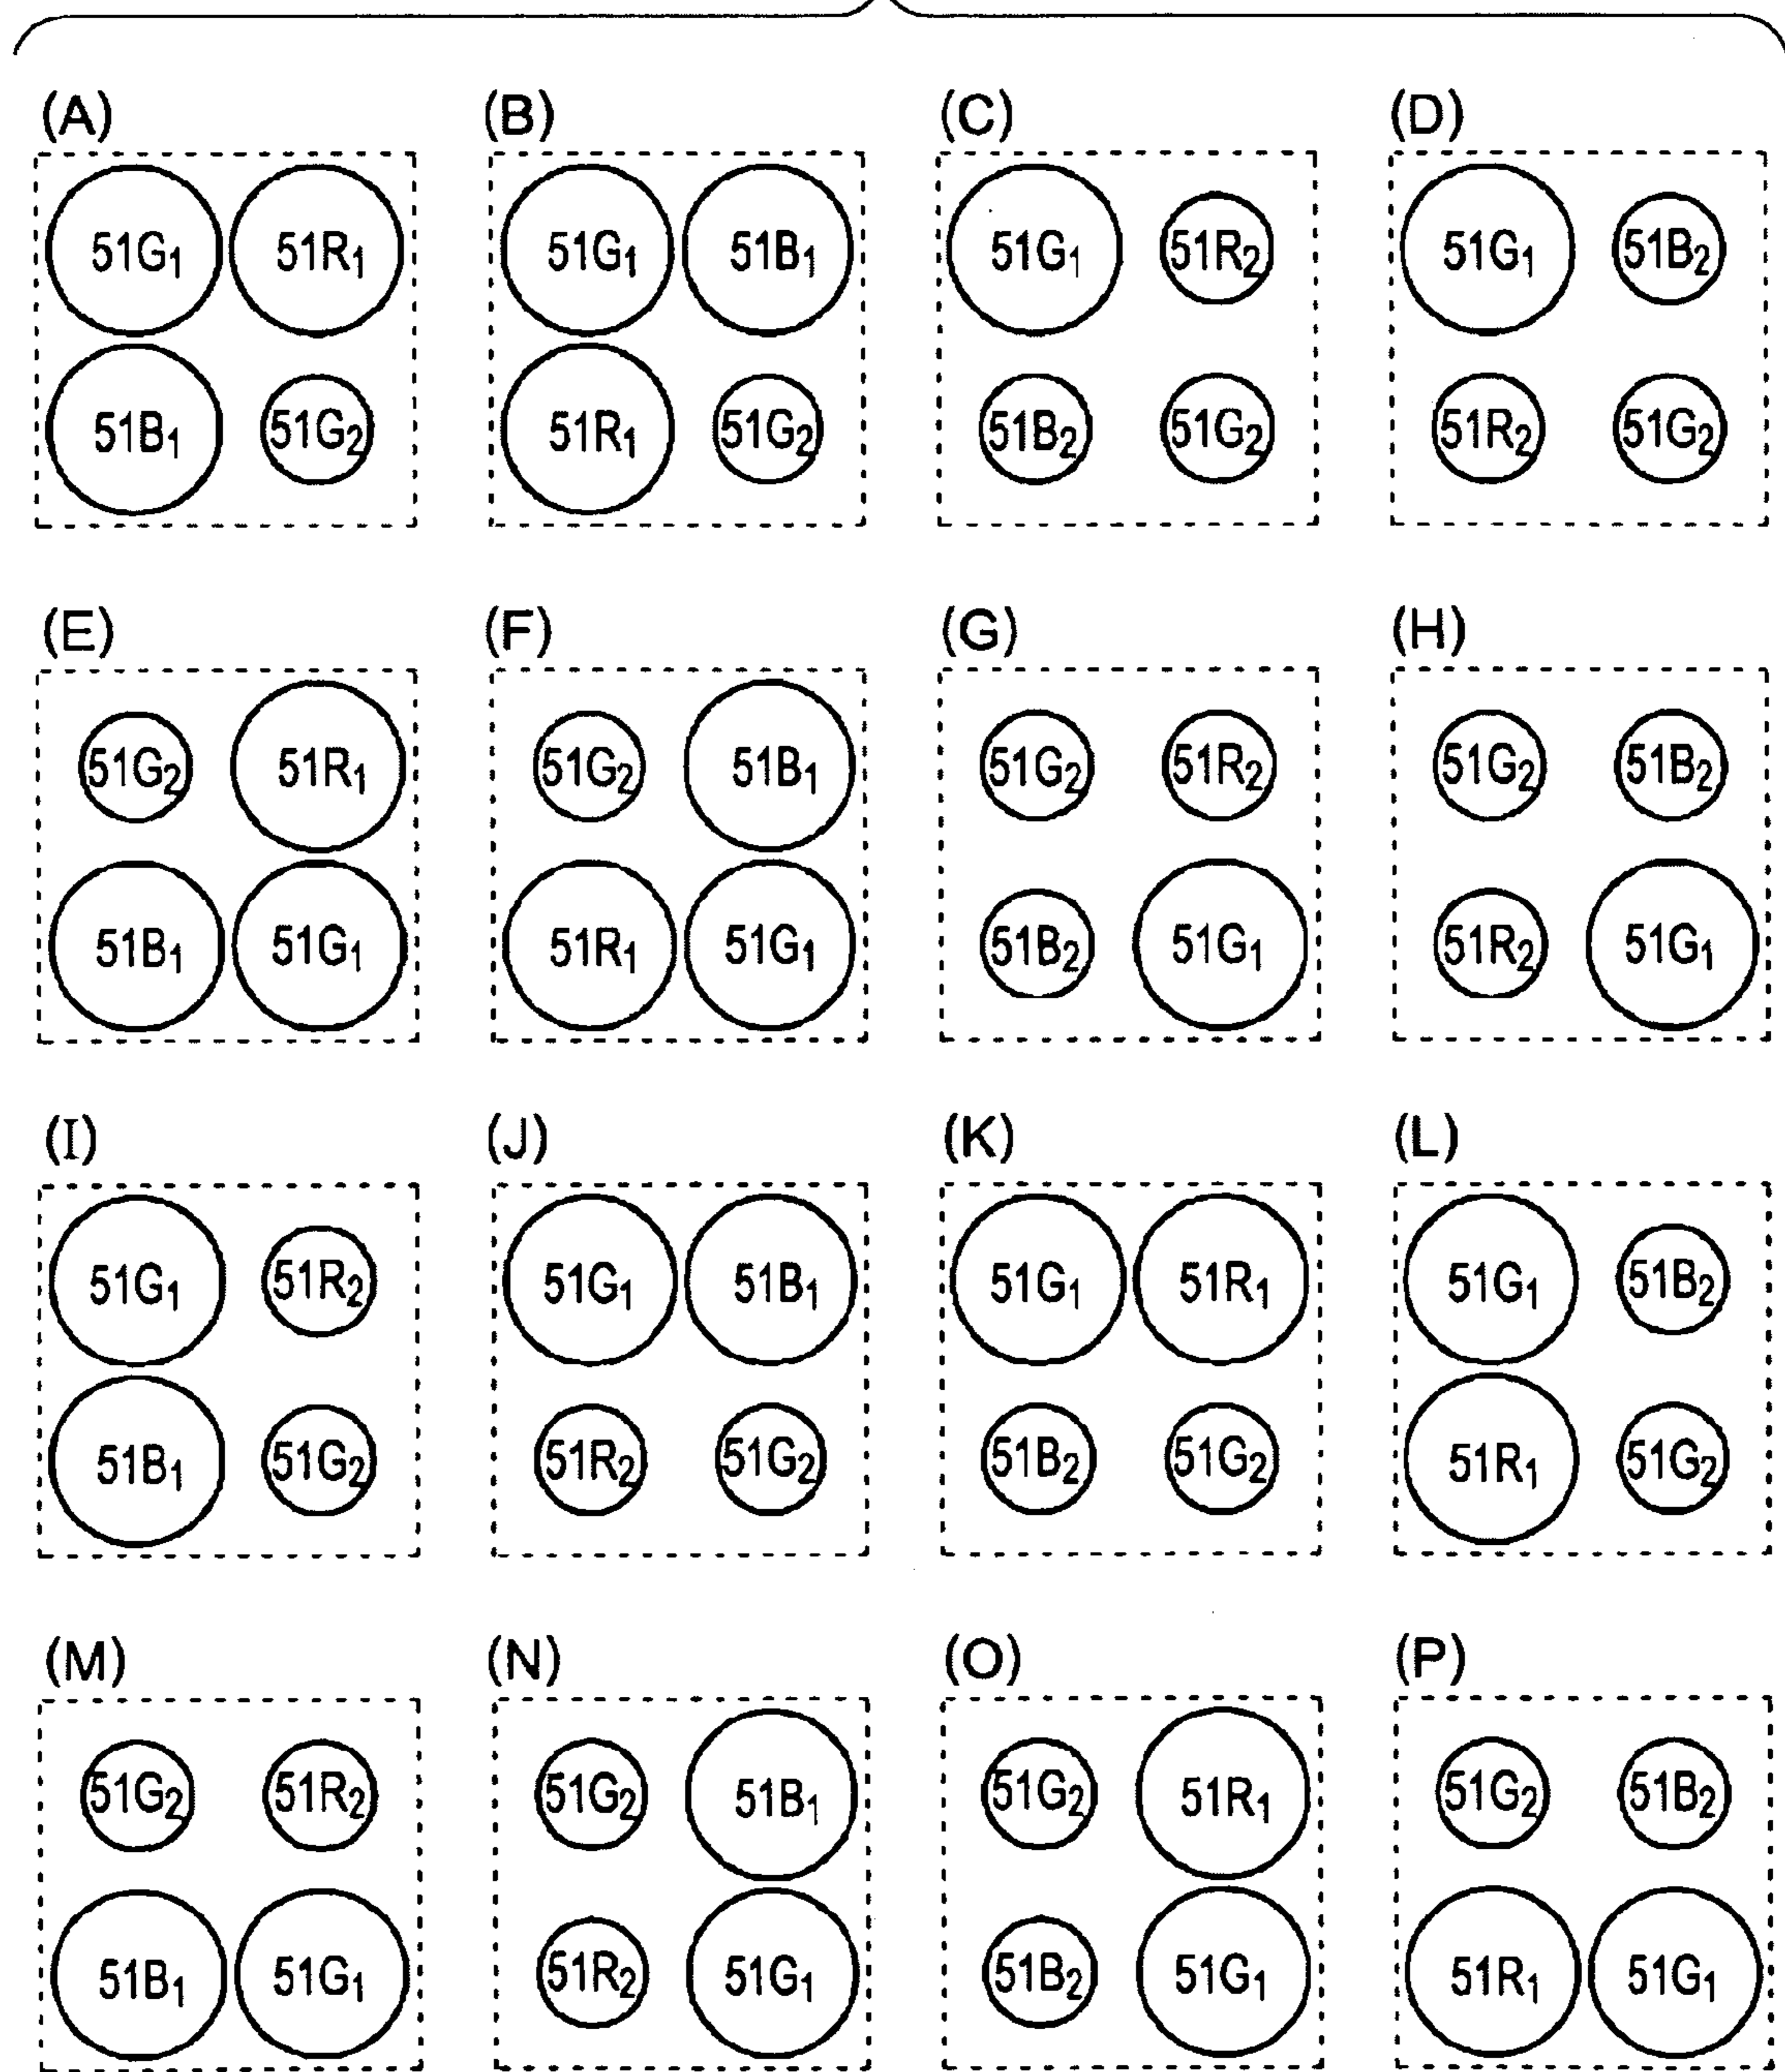 (A) (B) (C) (D)
51G₁ 51R₁ 51G₁ 51B₁ 51G₁ 51R₂ 51G₁ 51B₂
51B₁ 51G₂ 51R₁ 51G₂ 51B₂ 51G₂ 51R₂ 51G₂
(E) (F) (G) (H)
51G₂ 51R₁ 51G₂ 51B₁ 51G₂ 51R₂ 51G₂ 51B₂
51B₁ 51G₁ 51R₁ 51G₁ 51B₂ 51G₁ 51R₂ 51G₁
(I) (J) (K) (L)
51G₁ 51R₂ 51G₁ 51B₁ 51G₁ 51R₁ 51G₁ 51B₂
51B₁ 51G₂ 51R₂ 51G₂ 51B₂ 51G₂ 51R₁ 51G₂
(M) (N) (O) (P)
51G₂ 51R₂ 51G₂ 51B₁ 51G₂ 51R₁ 51G₂ 51B₂
51B₁ 51G₁ 51R₂ 51G₁ 51B₂ 51G₁ 51R₁ 51G₁